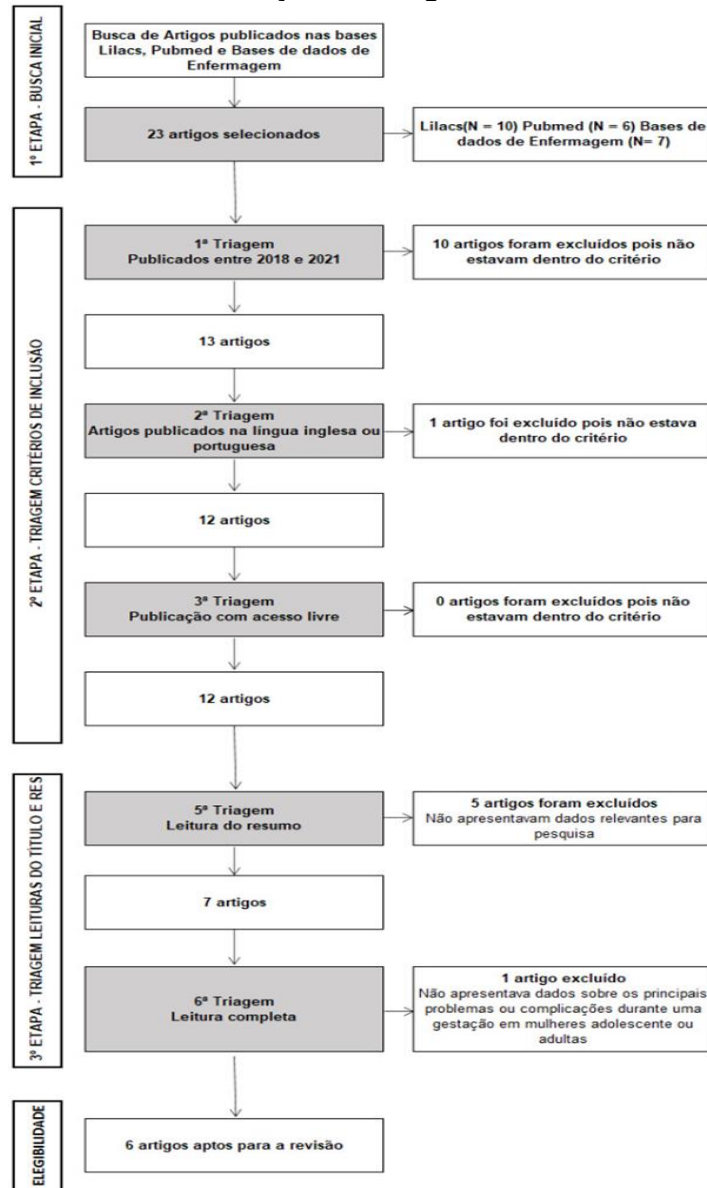 1ª ETAPA - BUSCA INICIAL
Busca de Artigos publicados nas bases
Lilacs, Pubmed e Bases de dados de
Enfermagem
23 artigos selecionados
Lilacs(N = 10) Pubmed (N = 6) Bases de
dados de Enfermagem (N= 7)
2ª ETAPA - TRIAGEM CRITÉRIOS DE INCLUSÃO
1ª Triagem
Publicados entre 2018 e 2021
10 artigos foram excluídos pois não
estavam dentro do critério
13 artigos
2ª Triagem
Artigos publicados na língua inglesa ou
portuguesa
1 artigo foi excluído pois não estava
dentro do critério
12 artigos
3ª Triagem
Publicação com acesso livre
0 artigos foram excluídos pois não
estavam dentro do critério
12 artigos
3ª ETAPA - TRIAGEM LEITURAS DO TÍTULO E RES
5ª Triagem
Leitura do resumo
5 artigos foram excluídos
Não apresentavam dados relevantes para
pesquisa
7 artigos
6ª Triagem
Leitura completa
1 artigo excluído
Não apresentava dados sobre os principais
problemas ou complicações durante uma
gestação em mulheres adolescente ou
adultas
ELEGIBILIDADE
6 artigos aptos para a revisão